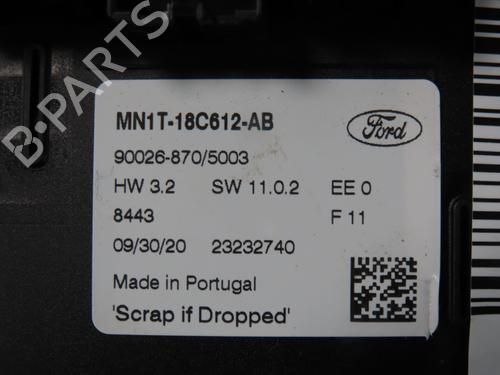 MN1T-18C612-AB
Ford
90026-870/5003
HW 3.2 SW 11.0.2 EE 0
8443 F 11
09/30/20 23232740
Made in Portugal
'Scrap if Dropped'
B-PARTS